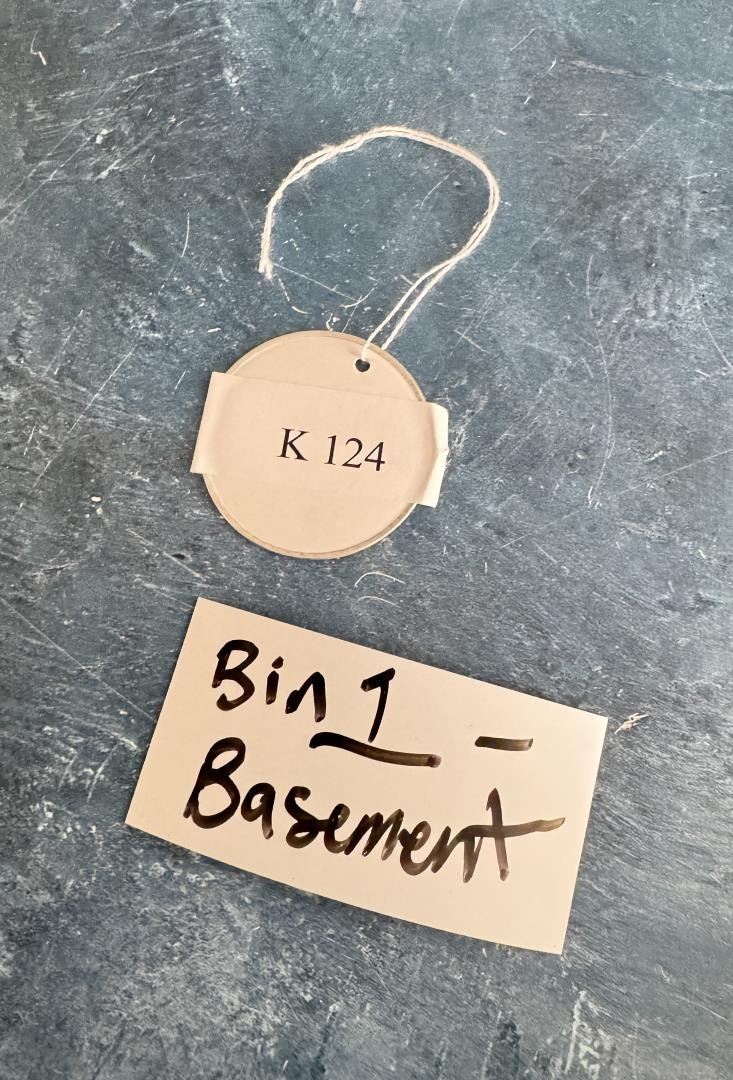 K 124
Bin 1 -
Basement